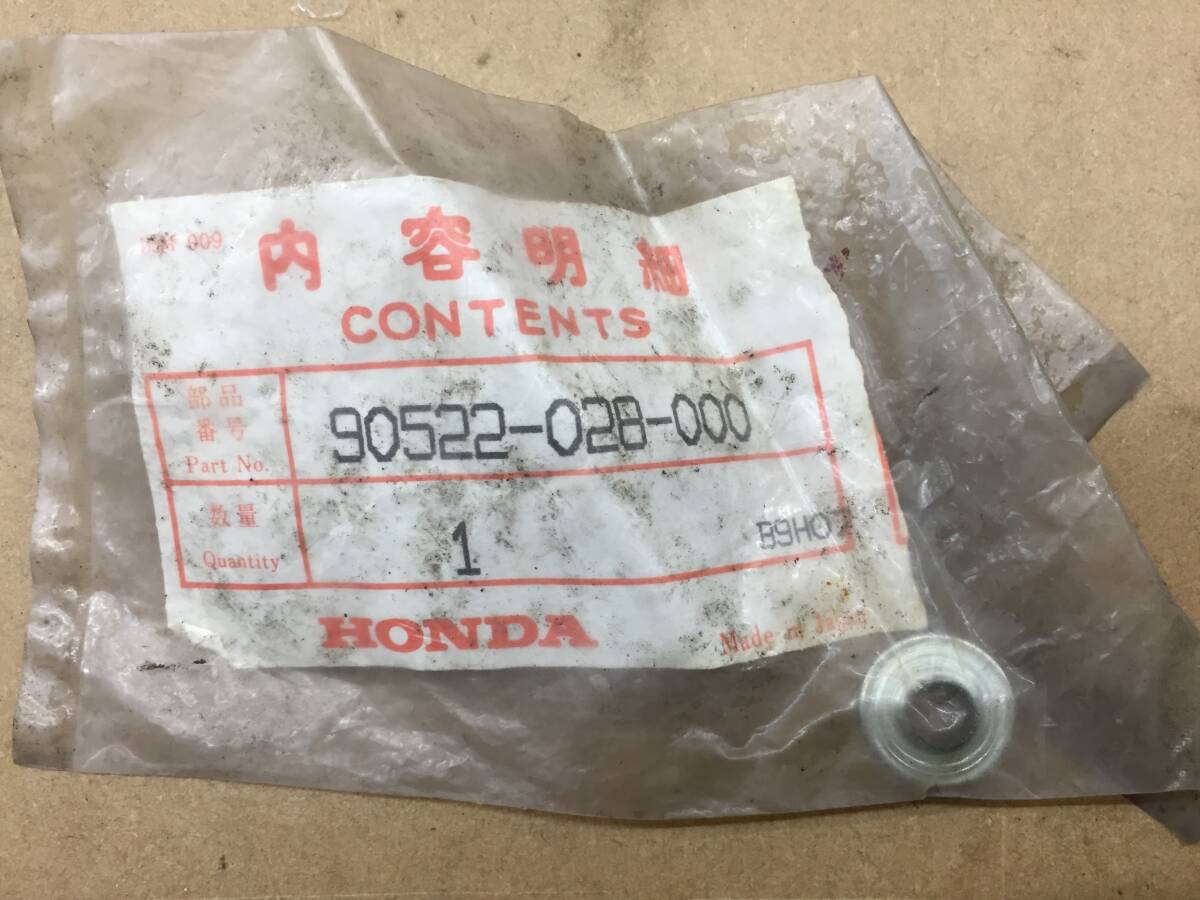 009
内容明細
CONTENTS
部品
番号
Part No.
90522-028-000
数量
Quantity
1
B9HO
HONDA
Made in Japan